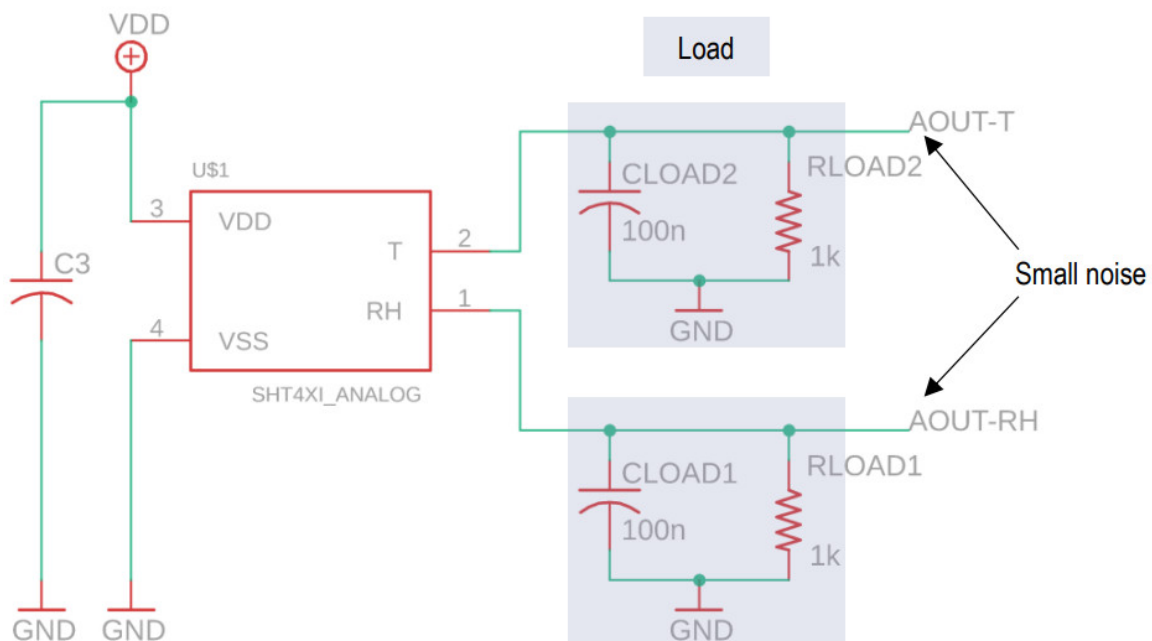 VDD
Load
AOUT-T
U$1
CLOAD2
RLOAD2
3
VDD
100n
T
2
1k
C3
Small noise
RH
1
GND
4
VSS
SHT4XI_ANALOG
AOUT-RH
CLOAD1
RLOAD1
100n
1k
GND
GND
GND